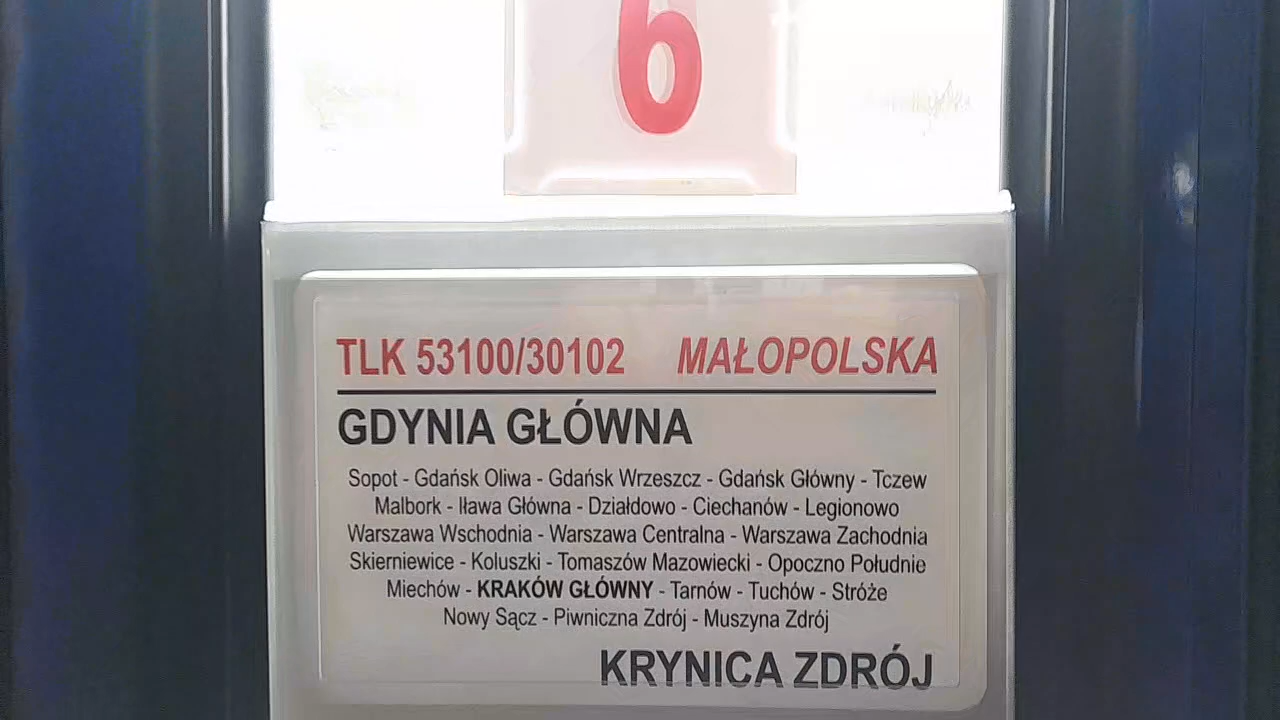 6
TLK 53100/30102 MAŁOPOLSKA
GDYNIA GŁÓWNA
Sopot - Gdańsk Oliwa - Gdańsk Wrzeszcz - Gdańsk Główny - Tczew
Malbork - Iława Główna - Działdowo - Ciechanów - Legionowo
Warszawa Wschodnia - Warszawa Centralna - Warszawa Zachodnia
Skierniewice - Koluszki - Tomaszów Mazowiecki - Opoczno Południe
Miechów - KRAKÓW GŁÓWNY - Tarnów - Tuchów - Stróże
Nowy Sącz - Piwniczna Zdrój - Muszyna Zdrój
KRYNICA ZDRÓJ